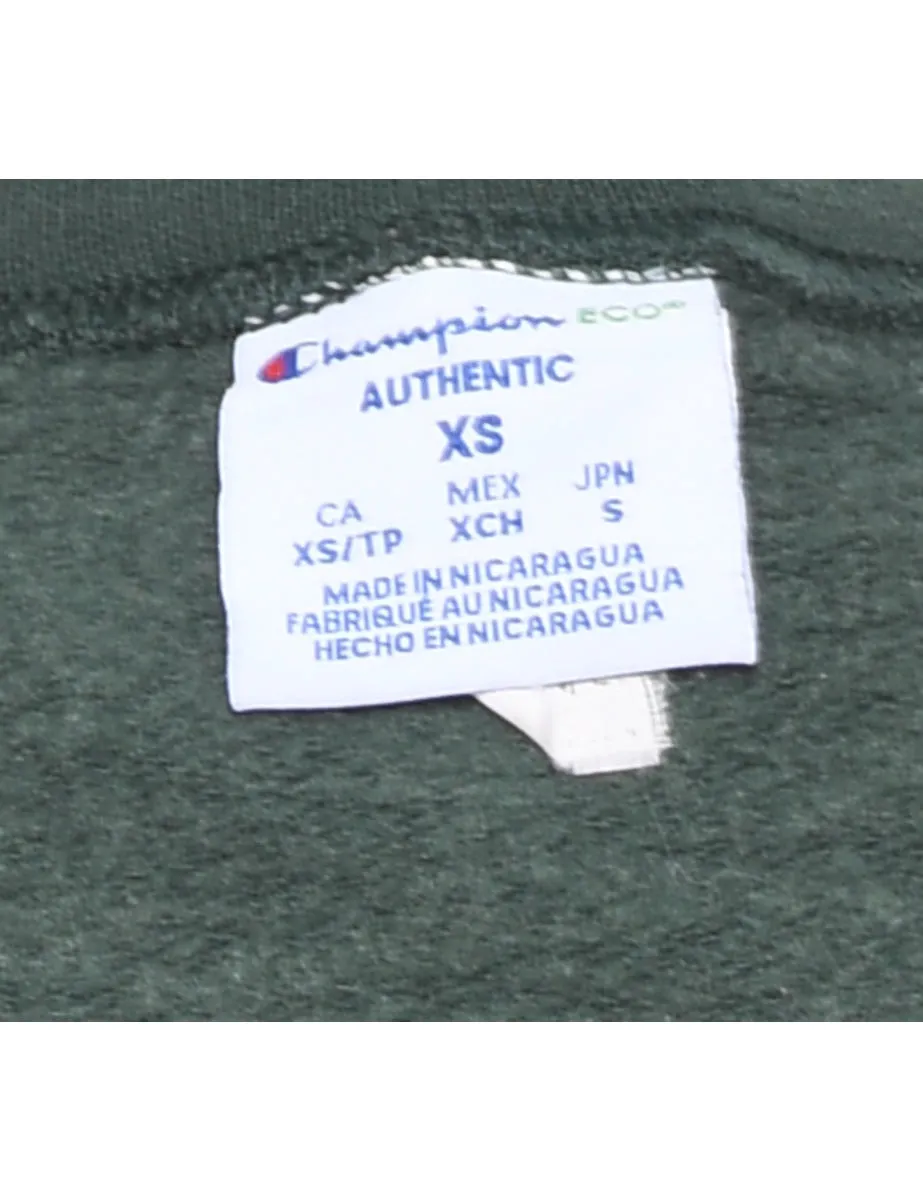 Champion ECO
AUTHENTIC
XS
CA MEX JPN
XS/TP XCH S
MADE IN NICARAGUA
FABRIQUÉ AU NICARAGUA
HECHO EN NICARAGUA